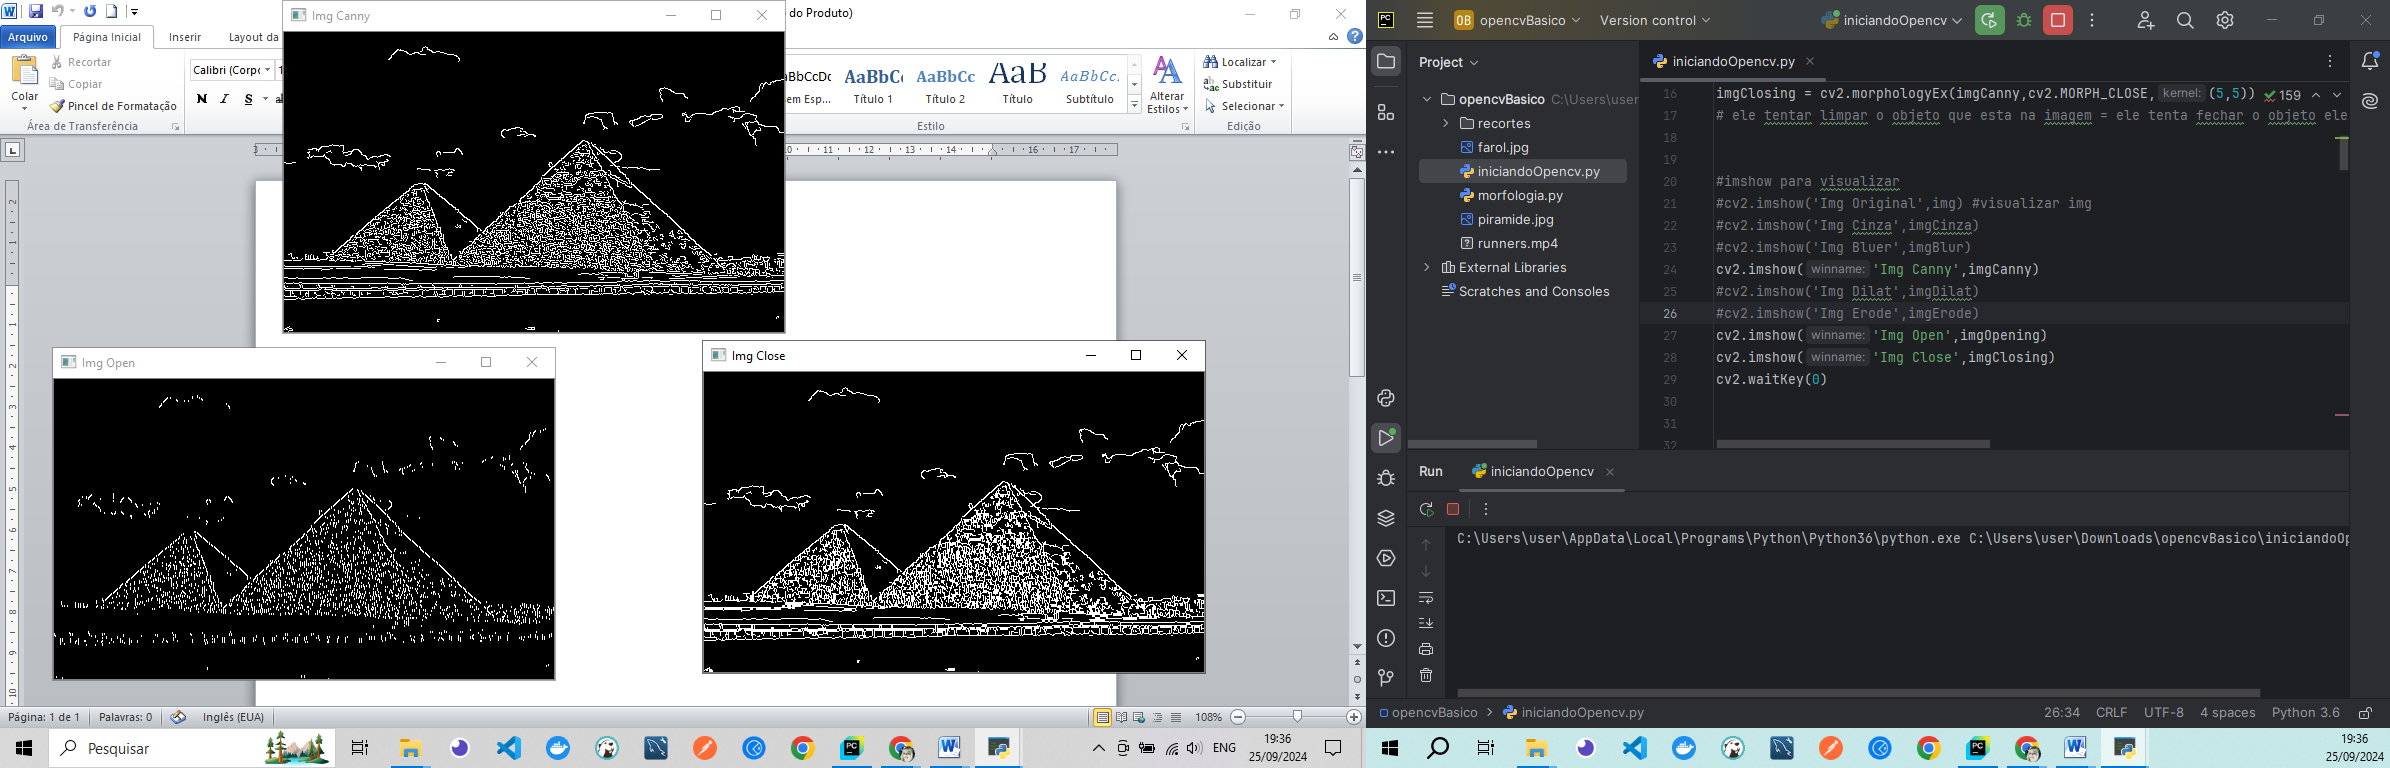 Img Canny
do Produto)
Arquivo
Página Inicial
Inserir
Layout da
Colar
Recortar
Copiar
Pincel de Formatação
Área de Transferência
Calibri (Corpo
N I S
AaBbCcDc
AaBbC
AaBbCc
AaB
AaBbCc.
em Esp...
Título 1
Título 2
Título
Subtítulo
Alterar
Estilos
Estilo
Localizar
Substituir
Selecionar
Edição
Img Open
Img Close
Página: 1 de 1
Palavras: 0
Inglês (EUA)
108%
Pesquisar
ENG
19:36
25/09/2024
PC
OB opencvBasico
Version control
iniciandoOpencv
Project
opencvBasico C:\Users\user
recortes
farol.jpg
iniciandoOpencv.py
morfologia.py
piramide.jpg
runners.mp4
External Libraries
Scratches and Consoles
iniciandoOpencv.py
159
16 imgClosing = cv2.morphologyEx(imgCanny,cv2.MORPH_CLOSE, kernel: (5,5))
17 # ele tentar limpar o objeto que esta na imagem = ele tenta fechar o objeto ele
18
19
20 #imshow para visualizar
21 #cv2.imshow('Img Original',img) #visualizar img
22 #cv2.imshow('Img Cinza',imgCinza)
23 #cv2.imshow('Img Bluer',imgBlur)
24 cv2.imshow( winname: 'Img Canny',imgCanny)
25 #cv2.imshow('Img Dilat',imgDilat)
26 #cv2.imshow('Img Erode',imgErode)
27 cv2.imshow( winname: 'Img Open',imgOpening)
28 cv2.imshow( winname: 'Img Close',imgClosing)
29 cv2.waitKey(0)
30
31
32
Run
iniciandoOpencv
C:\Users\user\AppData\Local\Programs\Python\Python36\python.exe C:\Users\user\Downloads\opencvBasico\iniciandoOp
opencvBasico
iniciandoOpencv.py
26:34
CRLF
UTF-8
4 spaces
Python 3.6
19:36
25/09/2024